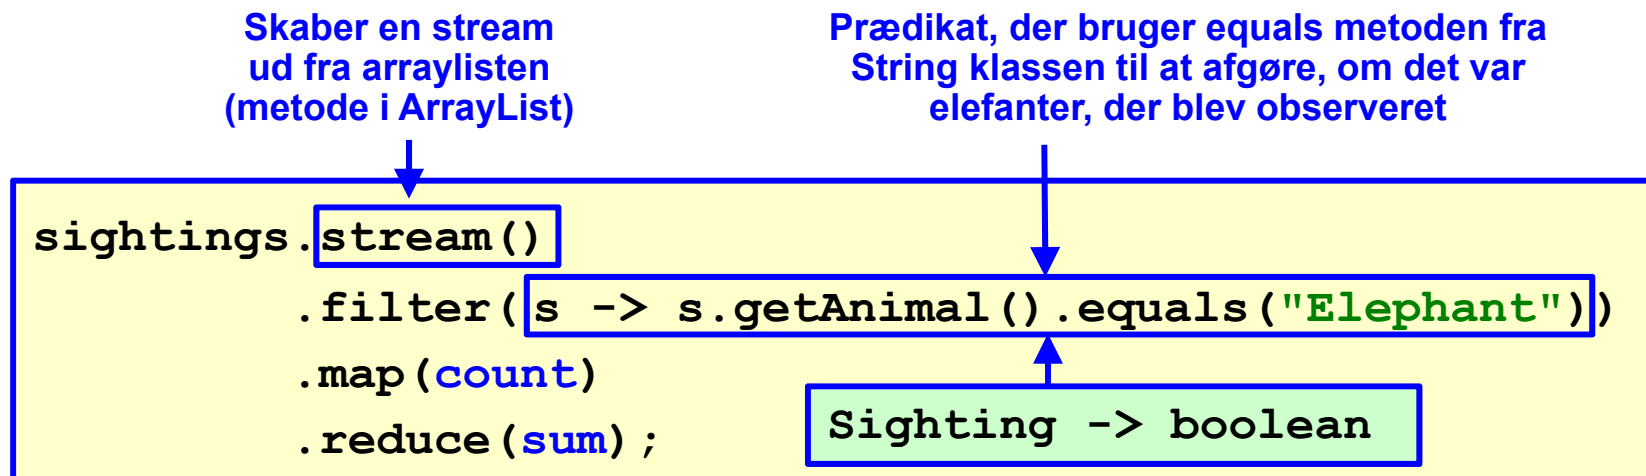 Skaber en stream
ud fra arraylisten
(metode i ArrayList)
Prædikat, der bruger equals metoden fra
String klassen til at afgøre, om det var
elefanter, der blev observeret
sightings.stream()
.filter(s -> s.getAnimal().equals("Elephant"))
.map(count)
.reduce(sum);
Sighting -> boolean